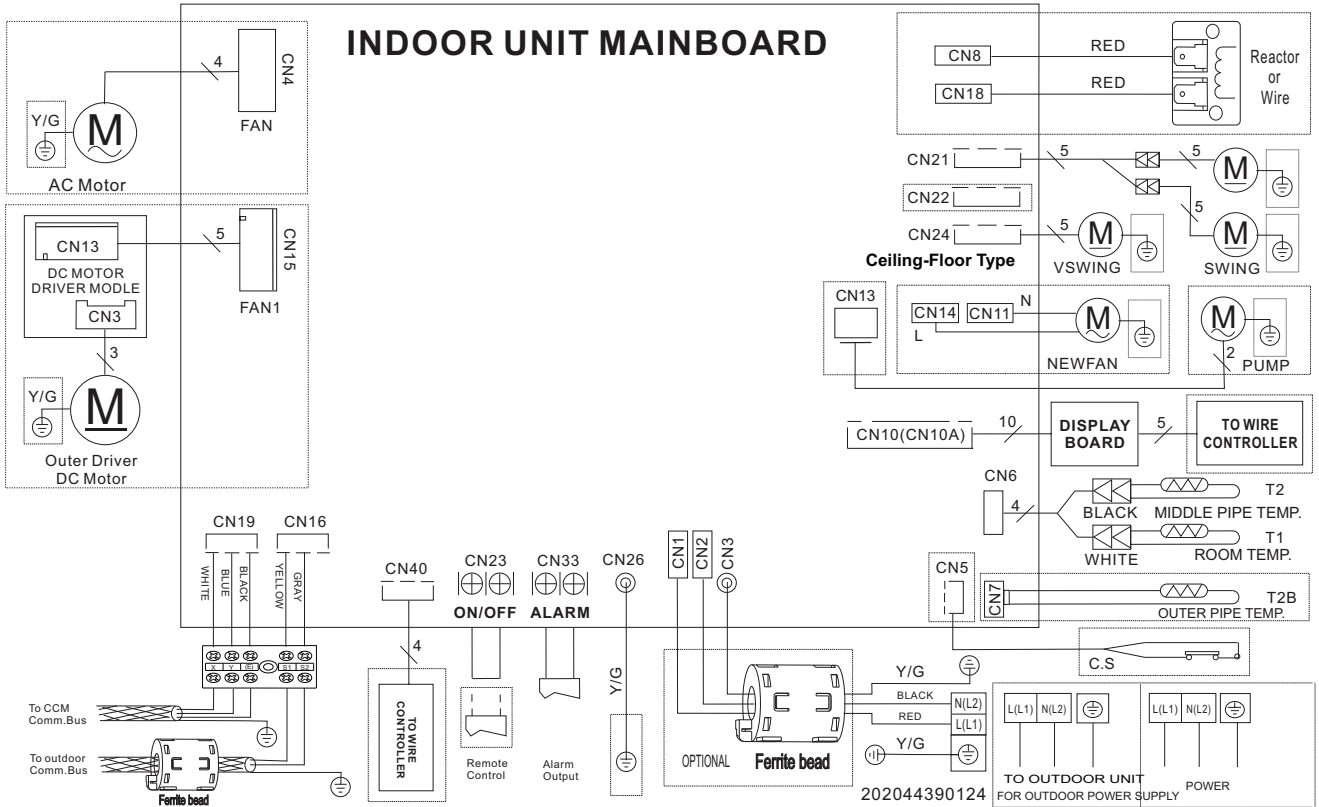 INDOOR UNIT MAINBOARD
4
CN4
FAN
Y/G
M
AC Motor
CN13
DC MOTOR
DRIVER MODLE
CN3
5
CN15
FAN1
3
Y/G
M
Outer Driver
DC Motor
CN8
RED
CN18
RED
Reactor
or
Wire
CN21
5
5
M
CN22
5
CN24
5
M
M
Ceiling-Floor Type
VSWING
SWING
CN13
CN14
CN11
N
L
M
NEWFAN
M
2
PUMP
CN10(CN10A)
10
DISPLAY
BOARD
5
TO WIRE
CONTROLLER
CN6
4
BLACK
MIDDLE PIPE TEMP.
T2
WHITE
ROOM TEMP.
T1
CN5
CN7
T2B
OUTER PIPE TEMP.
C.S
CN19
CN16
WHITE
BLUE
BLACK
YELLOW
GRAY
X
Y
(E)
S1
S2
To CCM
Comm.Bus
To outdoor
Comm.Bus
Ferrite bead
CN40
4
TO WIRE
CONTROLLER
CN23
ON/OFF
Remote
Control
CN33
ALARM
Alarm
Output
CN26
Y/G
CN1
CN2
CN3
OPTIONAL
Ferrite bead
Y/G
BLACK
RED
Y/G
N(L2)
L(L1)
202044390124
L(L1)
N(L2)
TO OUTDOOR UNIT
FOR OUTDOOR POWER SUPPLY
L(L1)
N(L2)
POWER